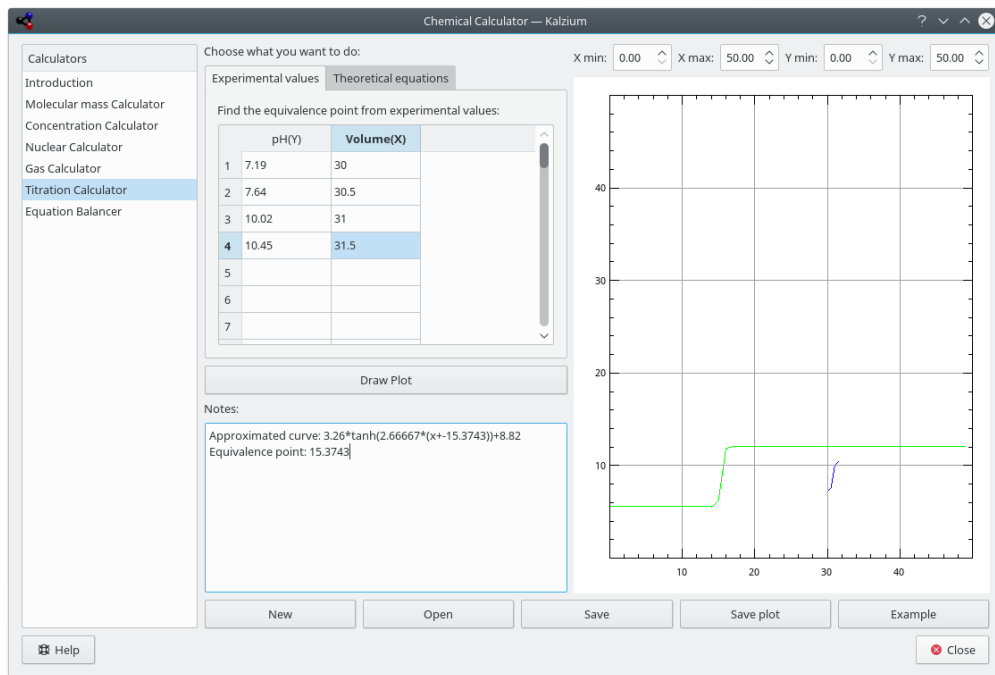 Chemical Calculator — Kalzium
Calculators
Introduction
Molecular mass Calculator
Concentration Calculator
Nuclear Calculator
Gas Calculator
Titration Calculator
Equation Balancer
Choose what you want to do:
Experimental values Theoretical equations
Find the equivalence point from experimental values:
pH(Y) Volume(X)
1 7.19 30
2 7.64 30.5
3 10.02 31
4 10.45 31.5
5
6
7
Draw Plot
Notes:
Approximated curve: 3.26*tanh(2.66667*(x+-15.3743))+8.82
Equivalence point: 15.3743
X min: 0.00 X max: 50.00 Y min: 0.00 Y max: 50.00
40
30
20
10
10 20 30 40
New Open Save Save plot Example
Help Close